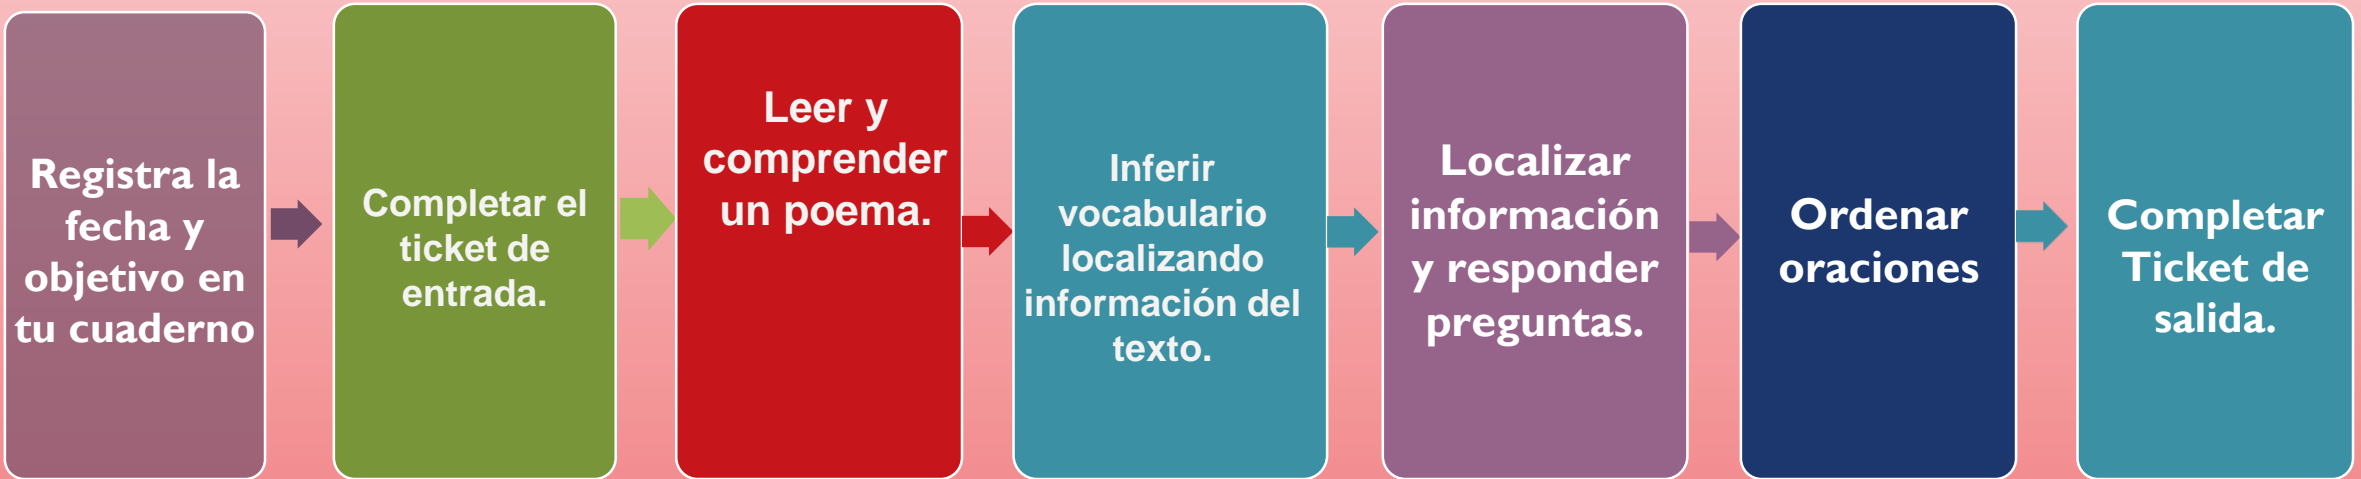 Registra la
fecha y
objetivo en
tu cuaderno
Completar el
ticket de
entrada.
Leer y
comprender
un poema.
Inferir
vocabulario
localizando
información del
texto.
Localizar
información
y responder
preguntas.
Ordenar
oraciones
Completar
Ticket de
salida.